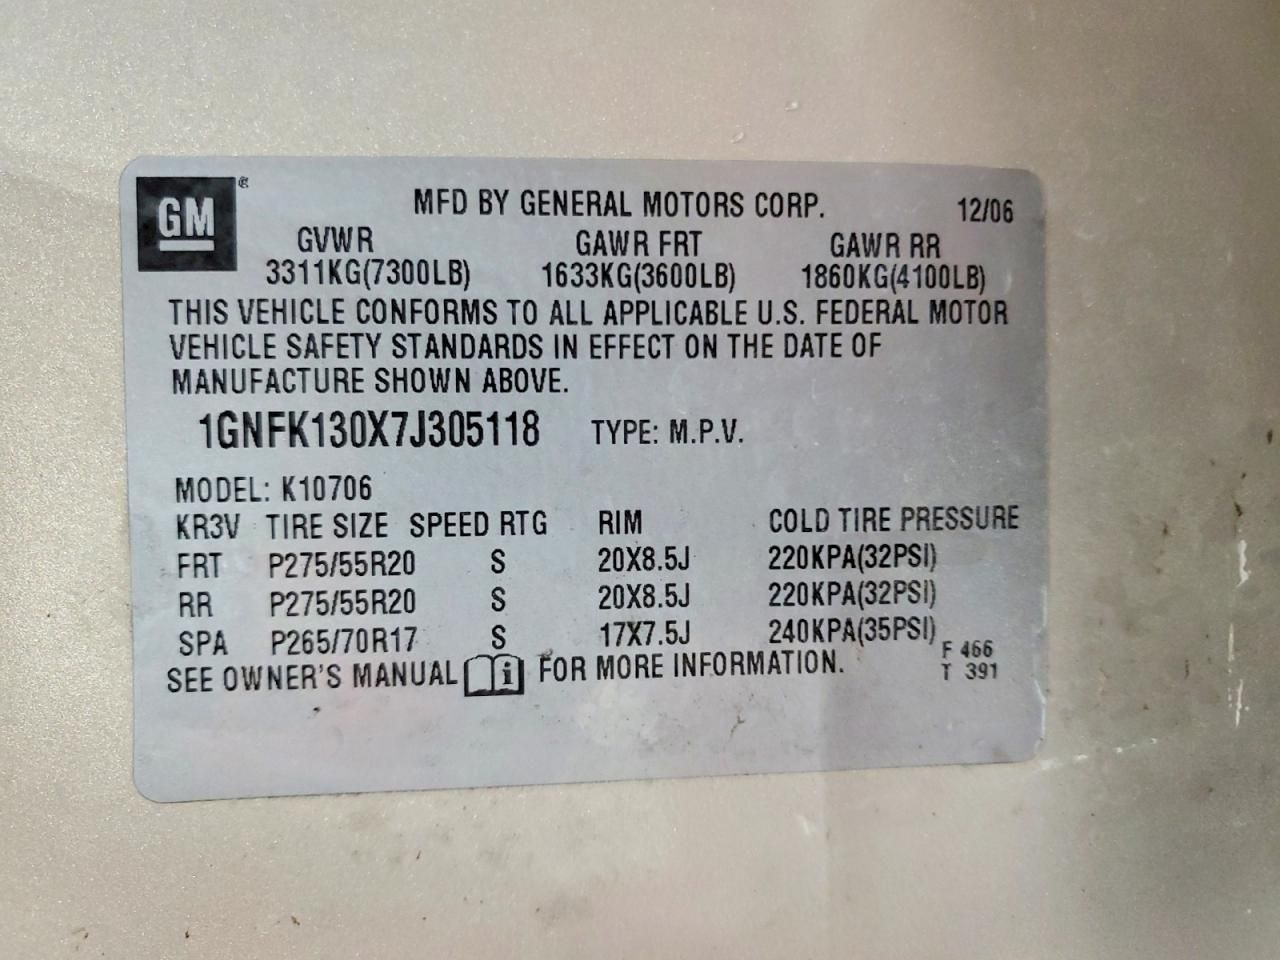 GM
MFD BY GENERAL MOTORS CORP. 12/06
GVWR GAWR FRT GAWR RR
3311KG(7300LB) 1633KG(3600LB) 1860KG(4100LB)
THIS VEHICLE CONFORMS TO ALL APPLICABLE U.S. FEDERAL MOTOR
VEHICLE SAFETY STANDARDS IN EFFECT ON THE DATE OF
MANUFACTURE SHOWN ABOVE.
1GNFK130X7J305118 TYPE: M.P.V.
MODEL: K10706
KR3V TIRE SIZE SPEED RTG RIM COLD TIRE PRESSURE
FRT P275/55R20 S 20X8.5J 220KPA(32PSI)
RR P275/55R20 S 20X8.5J 220KPA(32PSI)
SPA P265/70R17 S 17X7.5J 240KPA(35PSI)
SEE OWNER'S MANUAL i FOR MORE INFORMATION.
F 466
T 391